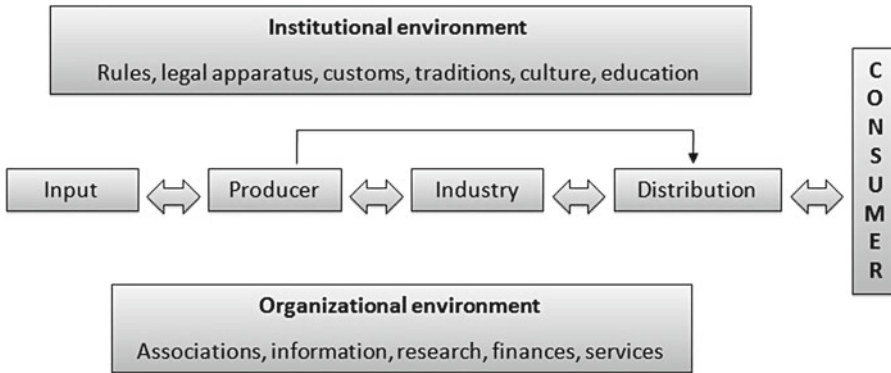 Institutional environment
Rules, legal apparatus, customs, traditions, culture, education
Input
Producer
Industry
Distribution
CONSUMER
Organizational environment
Associations, information, research, finances, services